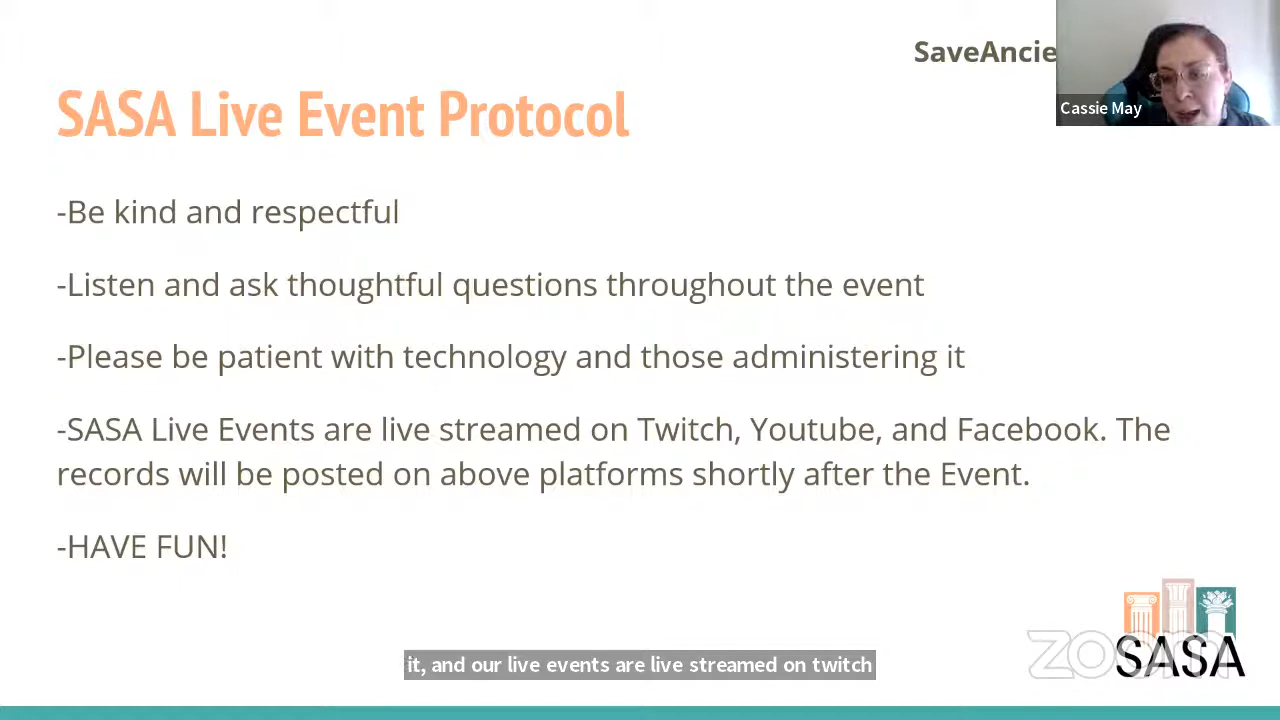 SaveAncie
Cassie May
SASA Live Event Protocol
-Be kind and respectful
-Listen and ask thoughtful questions throughout the event
-Please be patient with technology and those administering it
-SASA Live Events are live streamed on Twitch, Youtube, and Facebook. The
records will be posted on above platforms shortly after the Event.
-HAVE FUN!
zoom
SASA
it, and our live events are live streamed on twitch